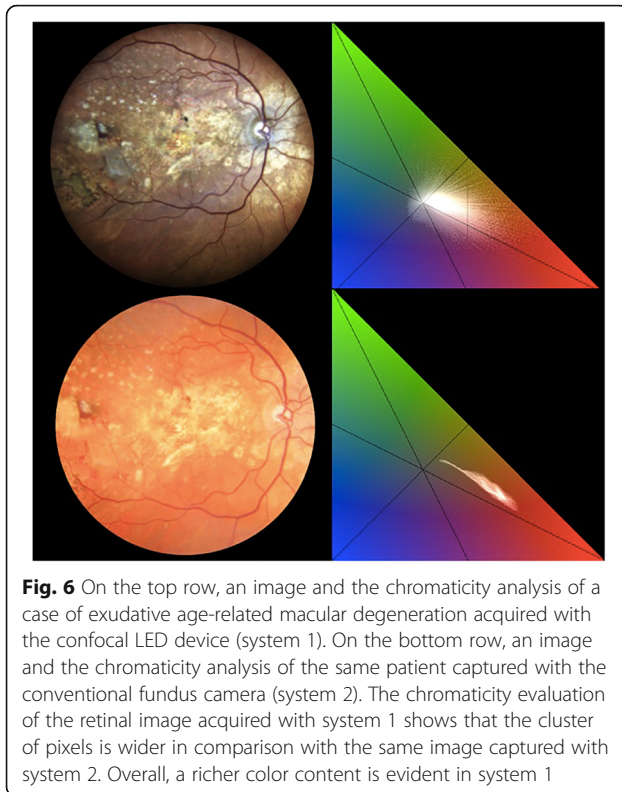 Fig. 6 On the top row, an image and the chromaticity analysis of a
case of exudative age-related macular degeneration acquired with
the confocal LED device (system 1). On the bottom row, an image
and the chromaticity analysis of the same patient captured with the
conventional fundus camera (system 2). The chromaticity evaluation
of the retinal image acquired with system 1 shows that the cluster
of pixels is wider in comparison with the same image captured with
system 2. Overall, a richer color content is evident in system 1